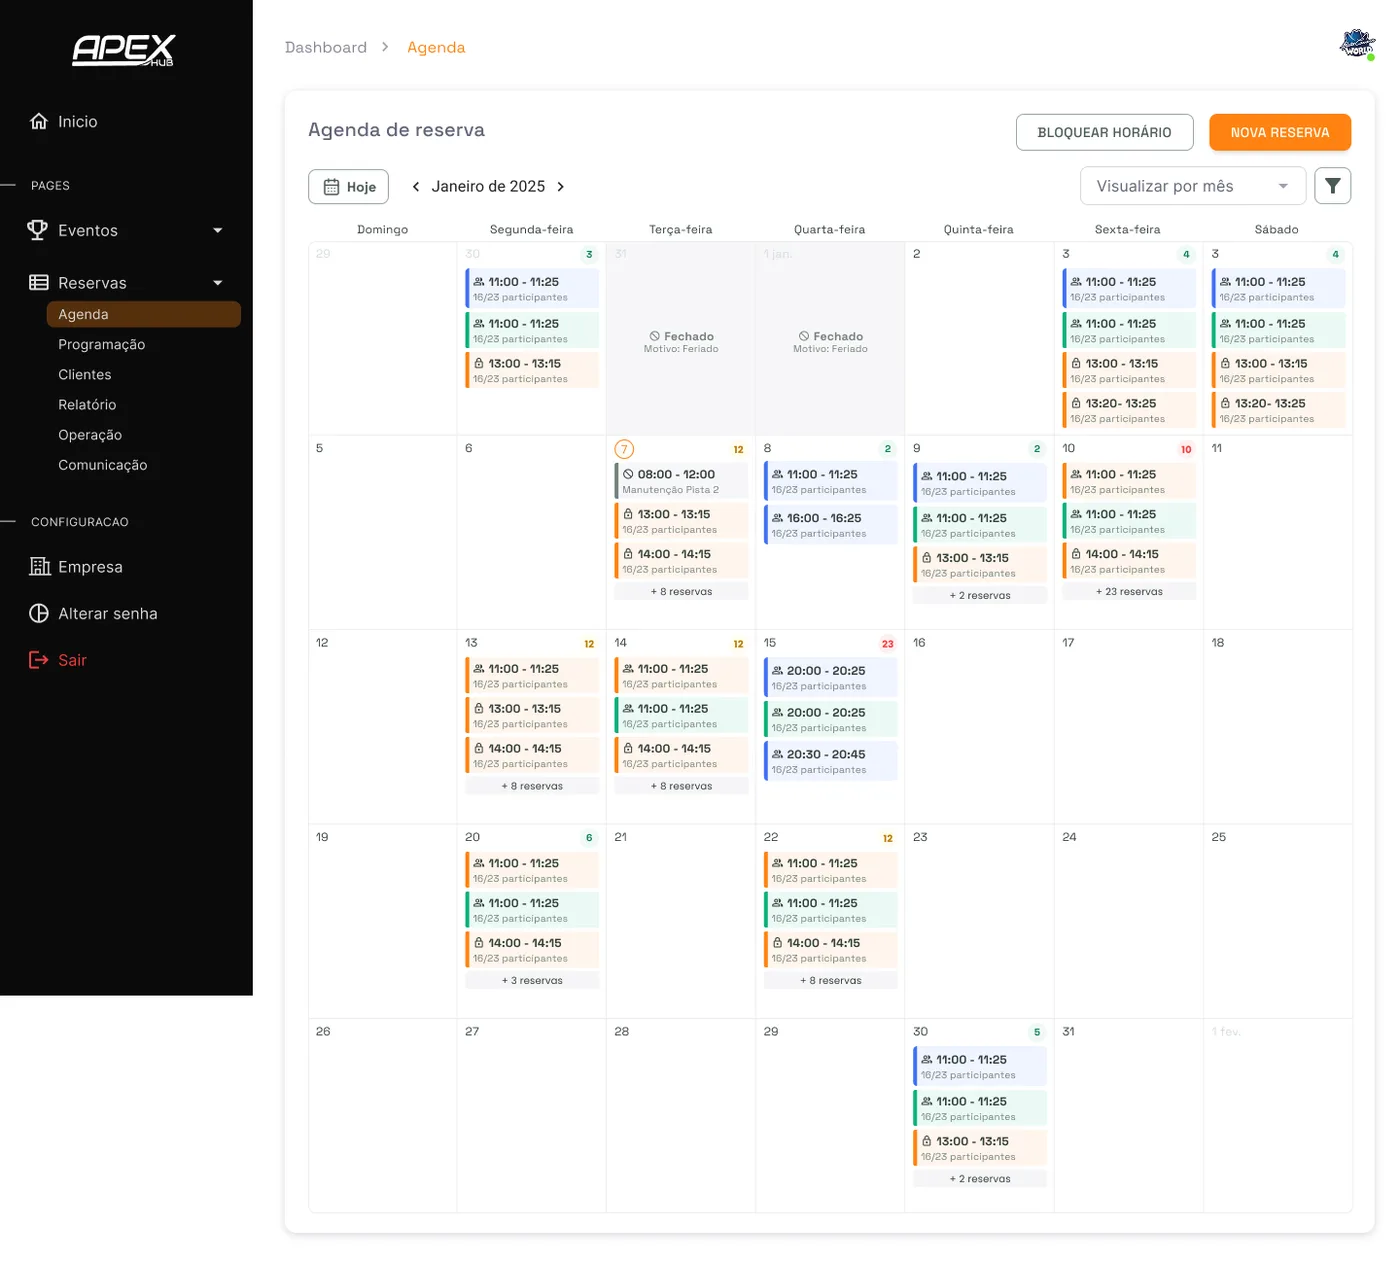 APEX
HUB
Inicio
PAGES
Eventos
Reservas
Agenda
Programação
Clientes
Relatório
Operação
Comunicação
CONFIGURACAO
Empresa
Alterar senha
Sair
Dashboard > Agenda
WORLD
Agenda de reserva
BLOQUEAR HORÁRIO
NOVA RESERVA
Hoje
< Janeiro de 2025 >
Visualizar por mês
Domingo Segunda-feira Terça-feira Quarta-feira Quinta-feira Sexta-feira Sábado
29
30 3
11:00 - 11:25
16/23 participantes
11:00 - 11:25
16/23 participantes
13:00 - 13:15
16/23 participantes
31
Fechado
Motivo: Feriado
1 jan.
Fechado
Motivo: Feriado
2
3 4
11:00 - 11:25
16/23 participantes
11:00 - 11:25
16/23 participantes
13:00 - 13:15
16/23 participantes
13:20- 13:25
16/23 participantes
3 4
11:00 - 11:25
16/23 participantes
11:00 - 11:25
16/23 participantes
13:00 - 13:15
16/23 participantes
13:20- 13:25
16/23 participantes
5
6
7 12
08:00 - 12:00
Manutenção Pista 2
13:00 - 13:15
16/23 participantes
14:00 - 14:15
16/23 participantes
+ 8 reservas
8 2
11:00 - 11:25
16/23 participantes
16:00 - 16:25
16/23 participantes
9 2
11:00 - 11:25
16/23 participantes
11:00 - 11:25
16/23 participantes
13:00 - 13:15
16/23 participantes
+ 2 reservas
10 10
11:00 - 11:25
16/23 participantes
11:00 - 11:25
16/23 participantes
14:00 - 14:15
16/23 participantes
+ 23 reservas
11
12
13 12
11:00 - 11:25
16/23 participantes
13:00 - 13:15
16/23 participantes
14:00 - 14:15
16/23 participantes
+ 8 reservas
14 12
11:00 - 11:25
16/23 participantes
11:00 - 11:25
16/23 participantes
14:00 - 14:15
16/23 participantes
+ 8 reservas
15 23
20:00 - 20:25
16/23 participantes
20:00 - 20:25
16/23 participantes
20:30 - 20:45
16/23 participantes
16
17
18
19
20 6
11:00 - 11:25
16/23 participantes
11:00 - 11:25
16/23 participantes
14:00 - 14:15
16/23 participantes
+ 3 reservas
21
22 12
11:00 - 11:25
16/23 participantes
11:00 - 11:25
16/23 participantes
14:00 - 14:15
16/23 participantes
+ 8 reservas
23
24
25
26
27
28
29
30 5
11:00 - 11:25
16/23 participantes
11:00 - 11:25
16/23 participantes
13:00 - 13:15
16/23 participantes
+ 2 reservas
31
1 fev.